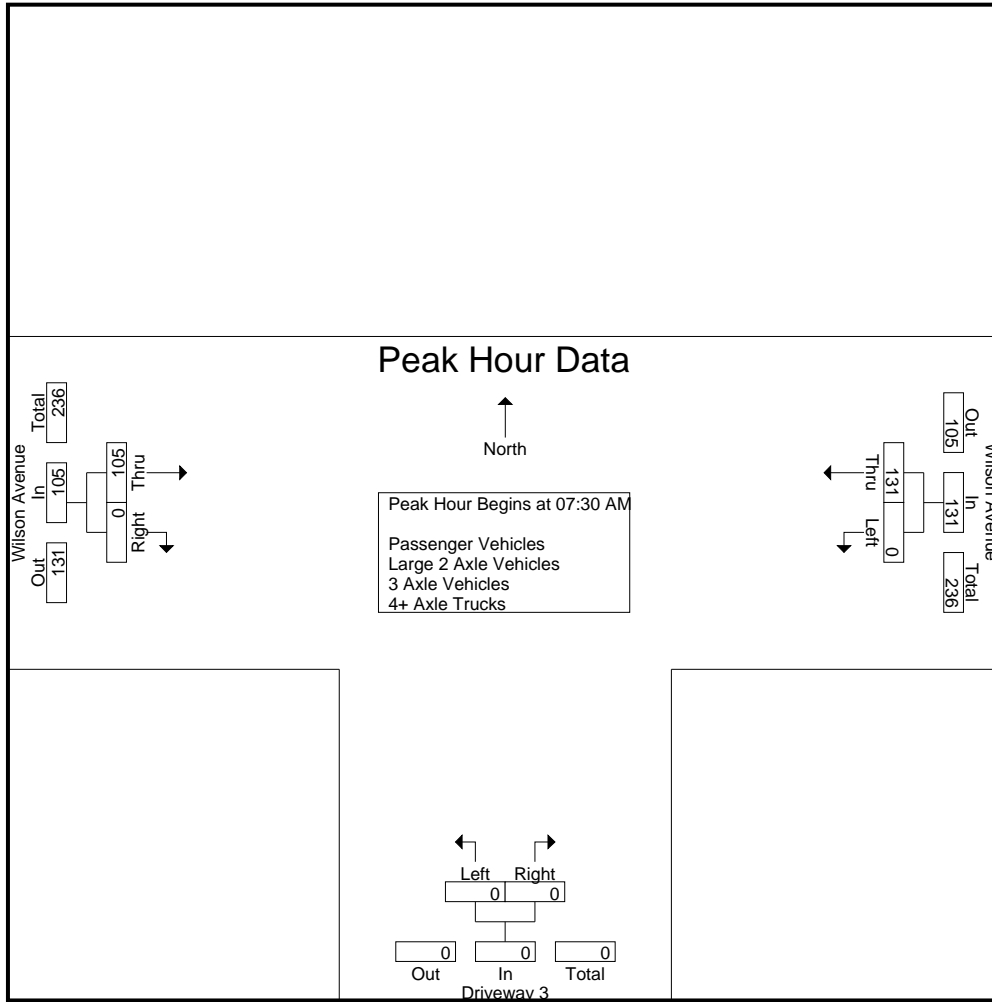 Peak Hour Data
North
Peak Hour Begins at 07:30 AM
Passenger Vehicles
Large 2 Axle Vehicles
3 Axle Vehicles
4+ Axle Trucks
Wilson Avenue
Out In Total
131 105 236
Right Thru
0 105
Wilson Avenue
Out In Total
105 131 236
Thru Left
131 0
Left Right
0 0
0 0 0
Out In Total
Driveway 3